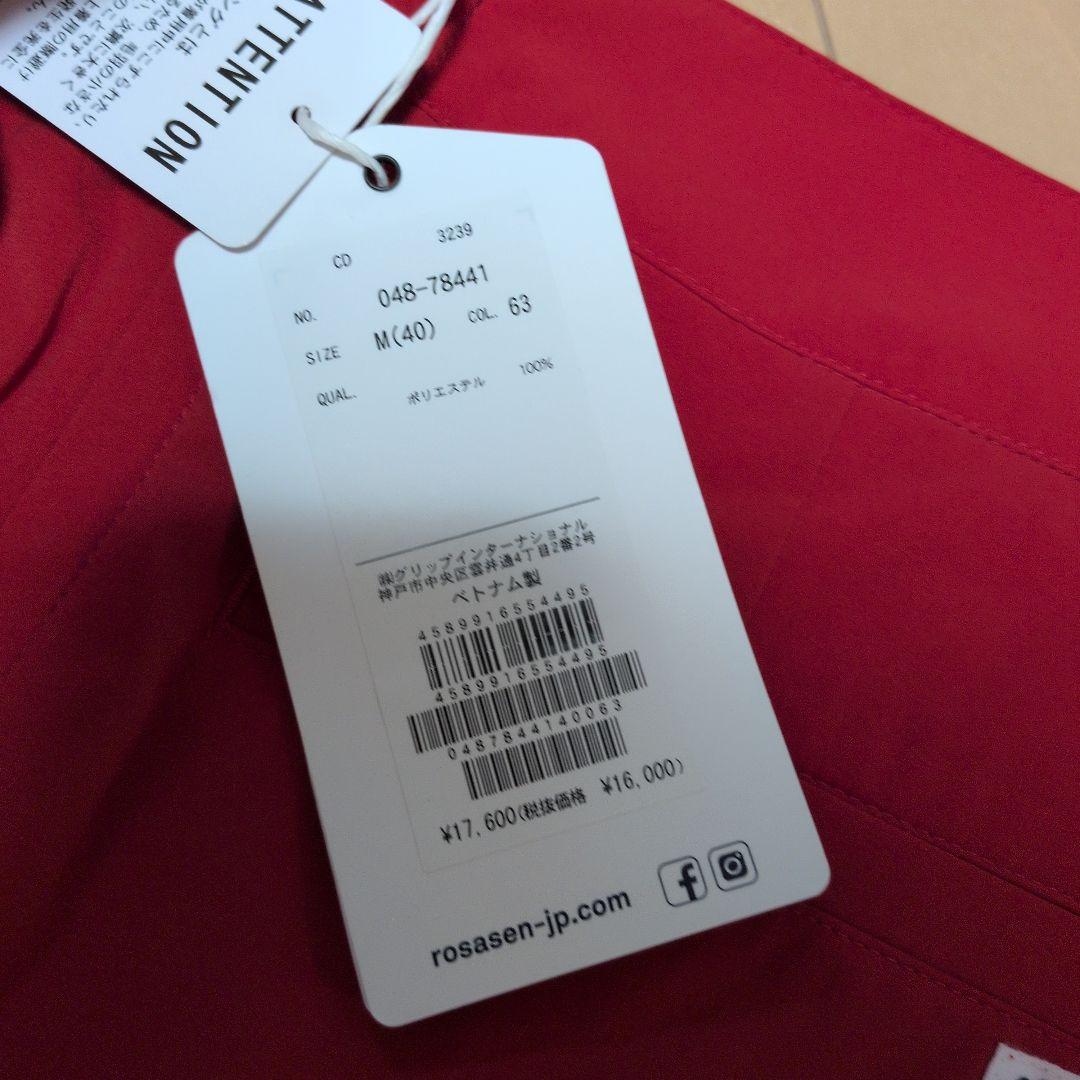 ATTENTION
CD 3239
NO. 048-78441
SIZE M(40) COL. 63
QUAL. ポリエステル 100%
㈱グリップインターナショナル
神戸市中央区雲井通4丁目2番2号
ベトナム製
4589916554495
4589916554495
0487844140063
¥17,600(税抜価格 ¥16,000)
rosasen-jp.com